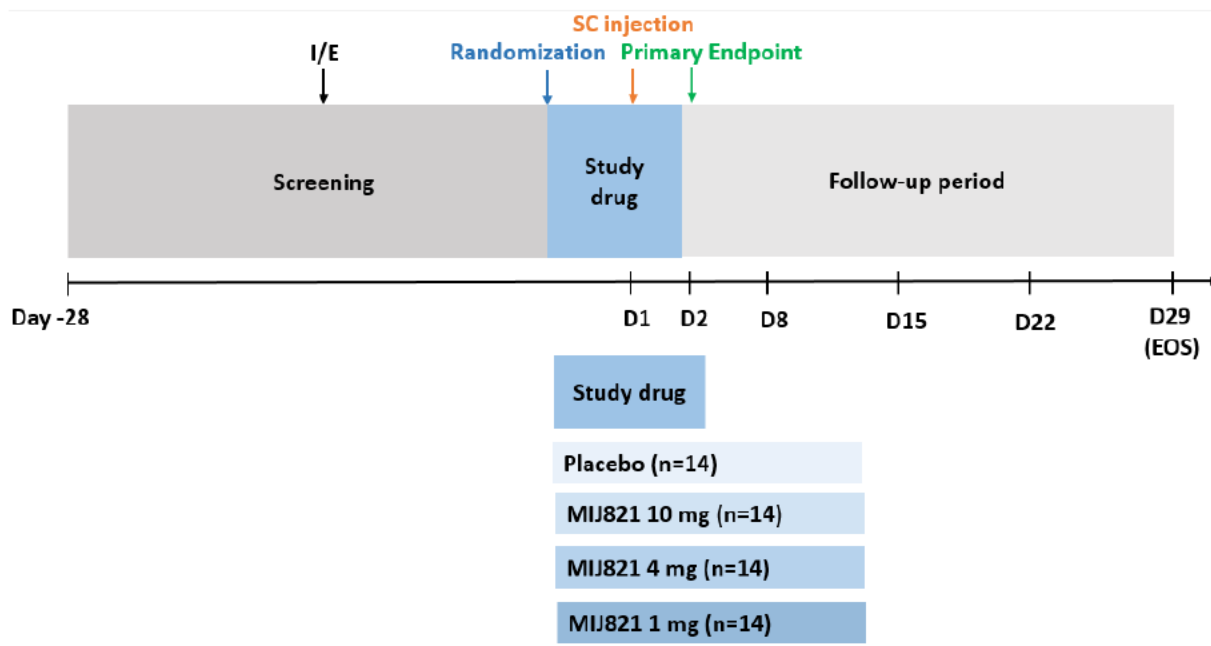 SC injection
I/E
Randomization
Primary Endpoint
Screening
Study
drug
Follow-up period
Day -28
D1
D2
D8
D15
D22
D29
(EOS)
Study drug
Placebo (n=14)
MIJ821 10 mg (n=14)
MIJ821 4 mg (n=14)
MIJ821 1 mg (n=14)